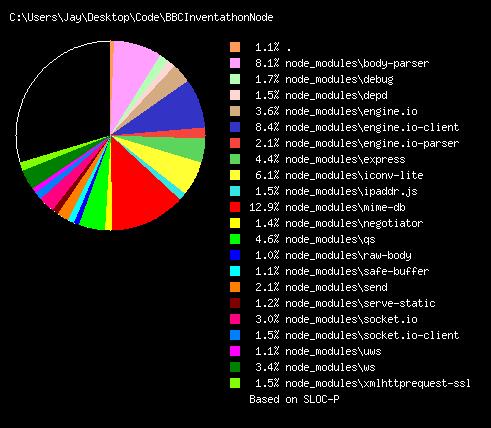 C:\Users\Jay\Desktop\Code\BBCInventathonNode
1.1% .
8.1% node_modules\body-parser
1.7% node_modules\debug
1.5% node_modules\depd
3.6% node_modules\engine.io
8.4% node_modules\engine.io-client
2.1% node_modules\engine.io-parser
4.4% node_modules\express
6.1% node_modules\iconv-lite
1.5% node_modules\ipaddr.js
12.9% node_modules\mime-db
1.4% node_modules\negotiator
4.6% node_modules\qs
1.0% node_modules\raw-body
1.1% node_modules\safe-buffer
2.1% node_modules\send
1.2% node_modules\serve-static
3.0% node_modules\socket.io
1.5% node_modules\socket.io-client
1.1% node_modules\uws
3.4% node_modules\ws
1.5% node_modules\xmlhttprequest-ssl
Based on SLOC-P